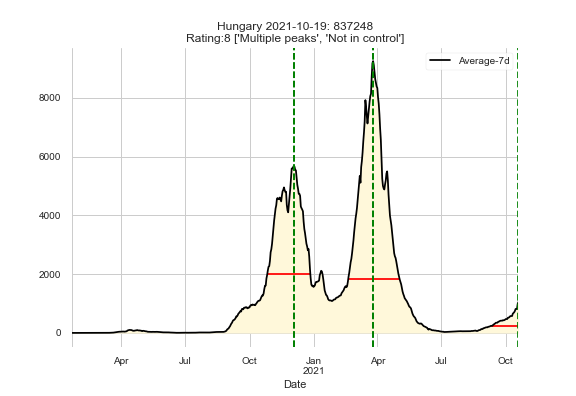 Hungary 2021-10-19: 837248
Rating:8 ['Multiple peaks', 'Not in control']
Average-7d
8000
6000
4000
2000
0
Apr
Jul
Oct
Jan
2021
Apr
Jul
Oct
Date